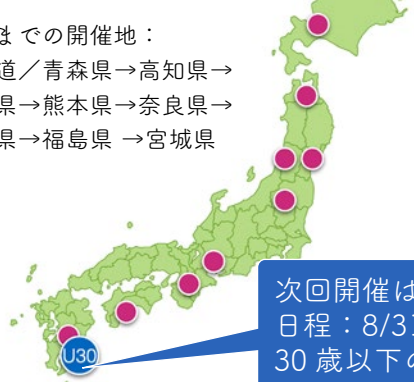 までの開催地：
道／青森県→高知県→
県→熊本県→奈良県→
県→福島県 →宮城県
U30
次回開催は
日程：8/31
30 歳以下の